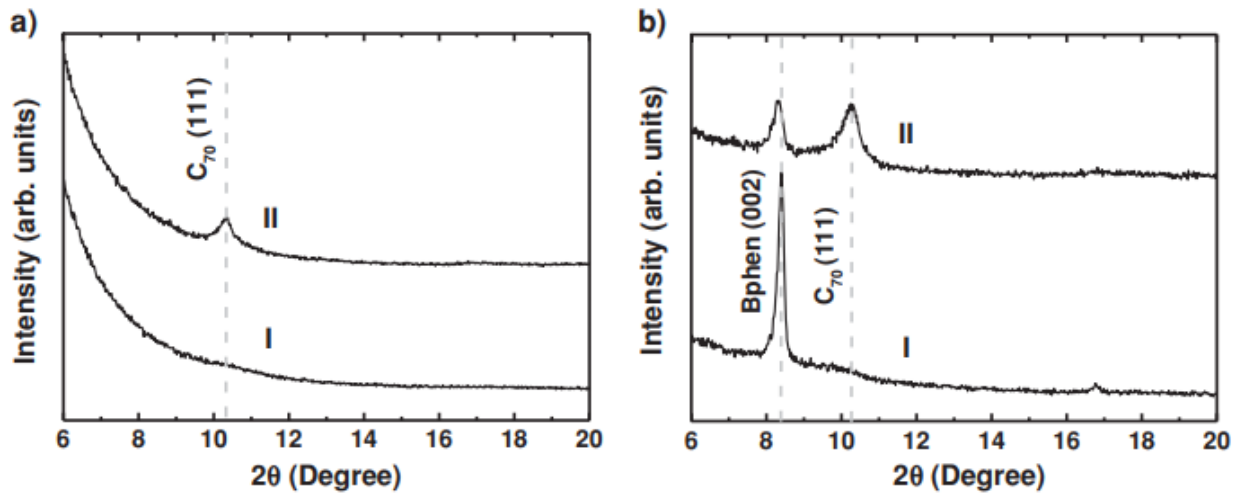 a)
Intensity (arb. units)
C₇₀ (111)
II
I
6 8 10 12 14 16 18 20
2θ (Degree)
b)
Intensity (arb. units)
Bphen (002)
C₇₀ (111)
II
I
6 8 10 12 14 16 18 20
2θ (Degree)